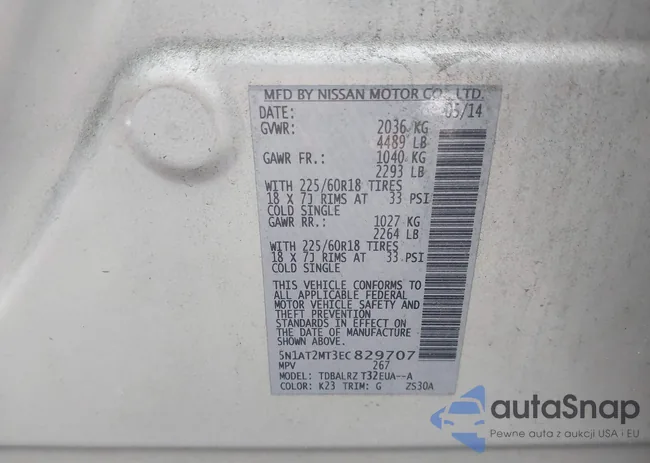 MFD BY NISSAN MOTOR CO., LTD.
DATE: 05/14
GVWR: 2036 KG
4489 LB
GAWR FR.: 1040 KG
2293 LB
WITH 225/60R18 TIRES
18 X 7J RIMS AT 33 PSI
COLD SINGLE
GAWR RR.: 1027 KG
2264 LB
WITH 225/60R18 TIRES
18 X 7J RIMS AT 33 PSI
COLD SINGLE
THIS VEHICLE CONFORMS TO
ALL APPLICABLE FEDERAL
MOTOR VEHICLE SAFETY AND
THEFT PREVENTION
STANDARDS IN EFFECT ON
THE DATE OF MANUFACTURE
SHOWN ABOVE.
5N1AT2MT3EC829707
MPV 267
MODEL: TDBALRZ T32EUA--A
COLOR: K23 TRIM: G ZS30A
autaSnap
Pewne auta z aukcji USA i EU